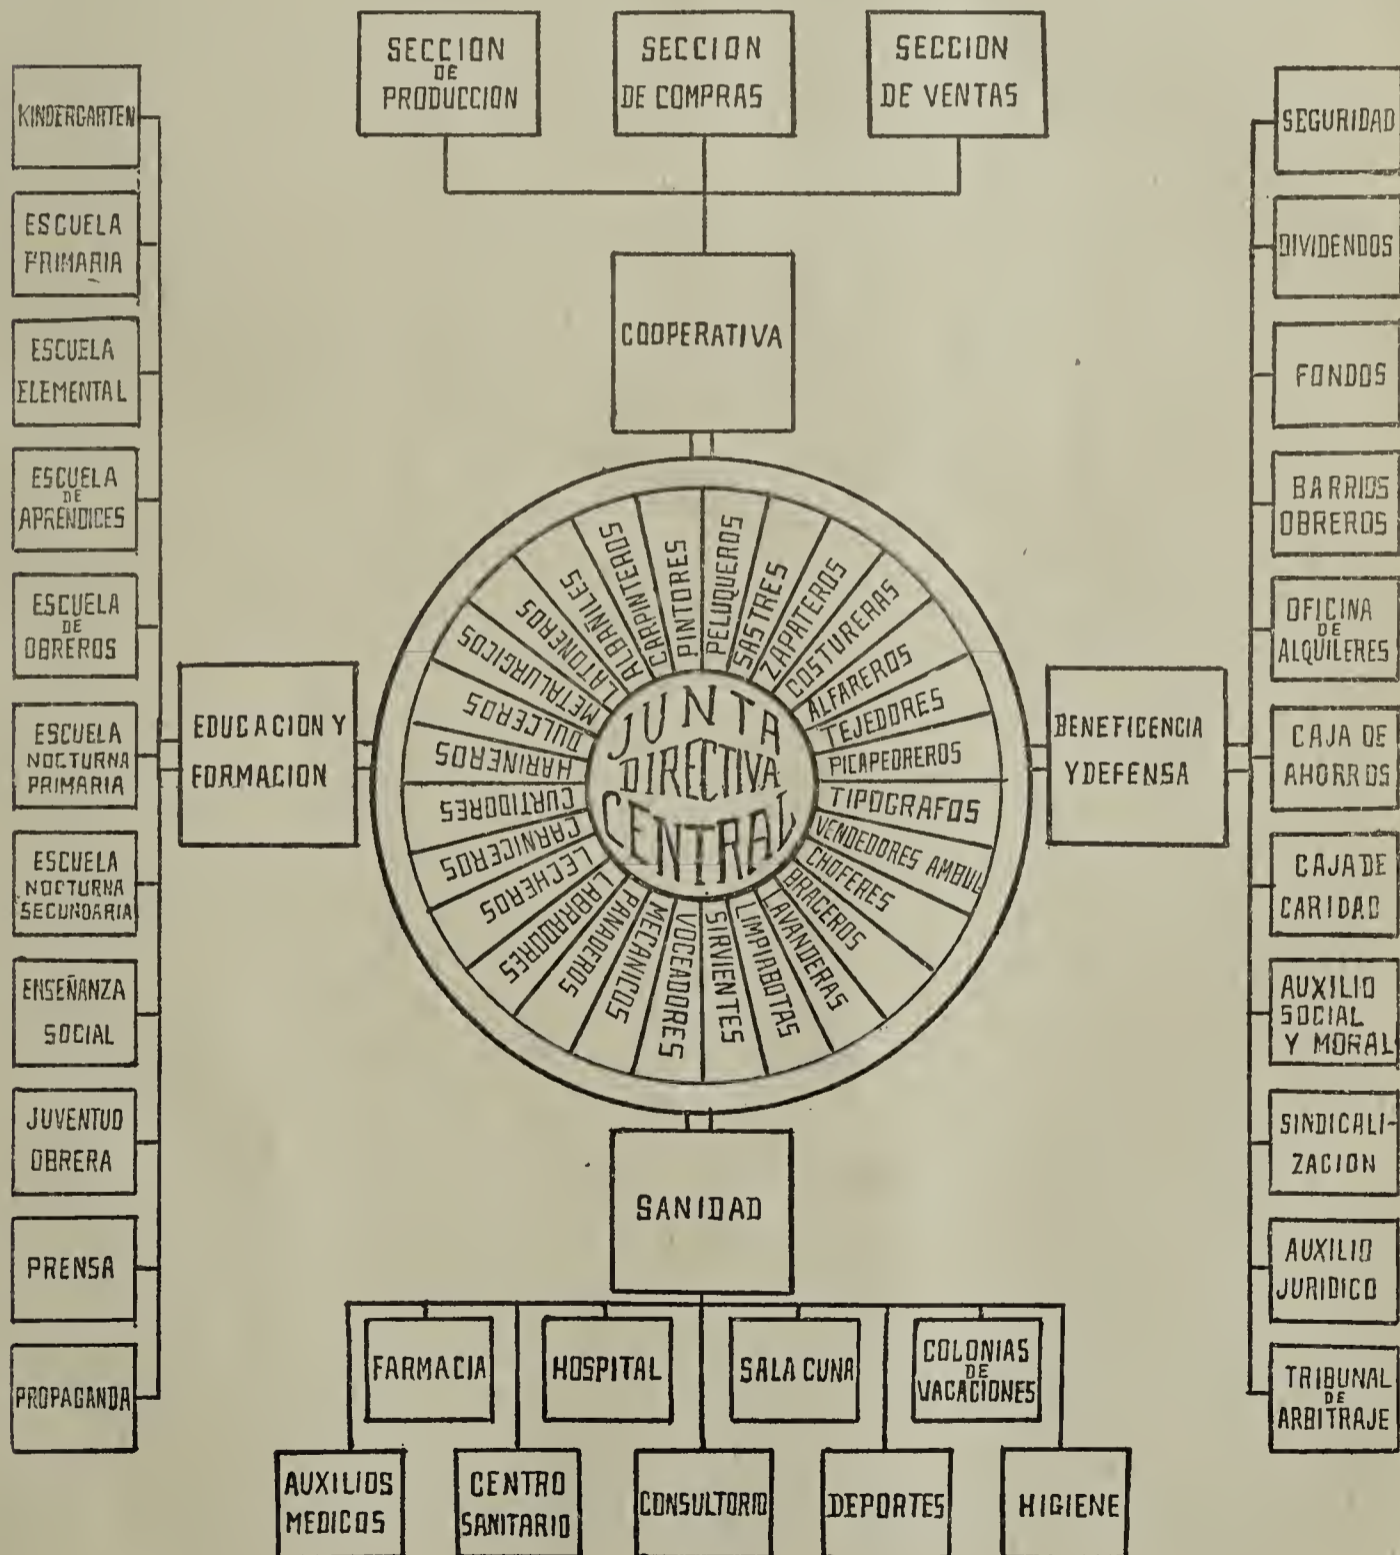 SECCION
DE
PRODUCCION
SECCION
DE COMPRAS
SECCION
DE VENTAS
COOPERATIVA
KINDERGARTEN
ESCUELA
PRIMARIA
ESCUELA
ELEMENTAL
ESCUELA
DE
APRENDICES
ESCUELA
DE
OBREROS
ESCUELA
NOCTURNA
PRIMARIA
ESCUELA
NOCTURNA
SECUNDARIA
ENSEÑANZA
SOCIAL
JUVENTUD
OBRERA
PRENSA
PROPAGANDA
EDUCACION Y
FORMACION
JUNTA
DIRECTIVA
CENTRAL
PELUQUEROS
SASTRES
ZAPATEROS
COSTURERAS
ALFAREROS
TEJEDORES
PICAPEDREROS
TIPOGRAFOS
VENDEDORES AMBUL
CHOFERES
BRACEROS
LAVANDERAS
LIMPIABOTAS
SIRVIENTES
VOCEADORES
MECANICOS
PANADEROS
LABRADORES
LECHEROS
CARNICEROS
CURTIDORES
HARINEROS
DULCEROS
METALURGICOS
LATONEROS
ALBAÑILES
CARPINTEROS
PINTORES
BENEFICENCIA
Y DEFENSA
SEGURIDAD
DIVIDENDOS
FONDOS
BARRIOS
OBREROS
OFICINA
DE
ALQUILERES
CAJA DE
AHORROS
CAJA DE
CARIDAD
AUXILIO
SOCIAL
Y MORAL
SINDICALI-
ZACION
AUXILIO
JURIDICO
TRIBUNAL
DE
ARBITRAJE
SANIDAD
FARMACIA
HOSPITAL
SALA CUNA
COLONIAS
DE
VACACIONES
AUXILIOS
MEDICOS
CENTRO
SANITARIO
CONSULTORIO
DEPORTES
HIGIENE